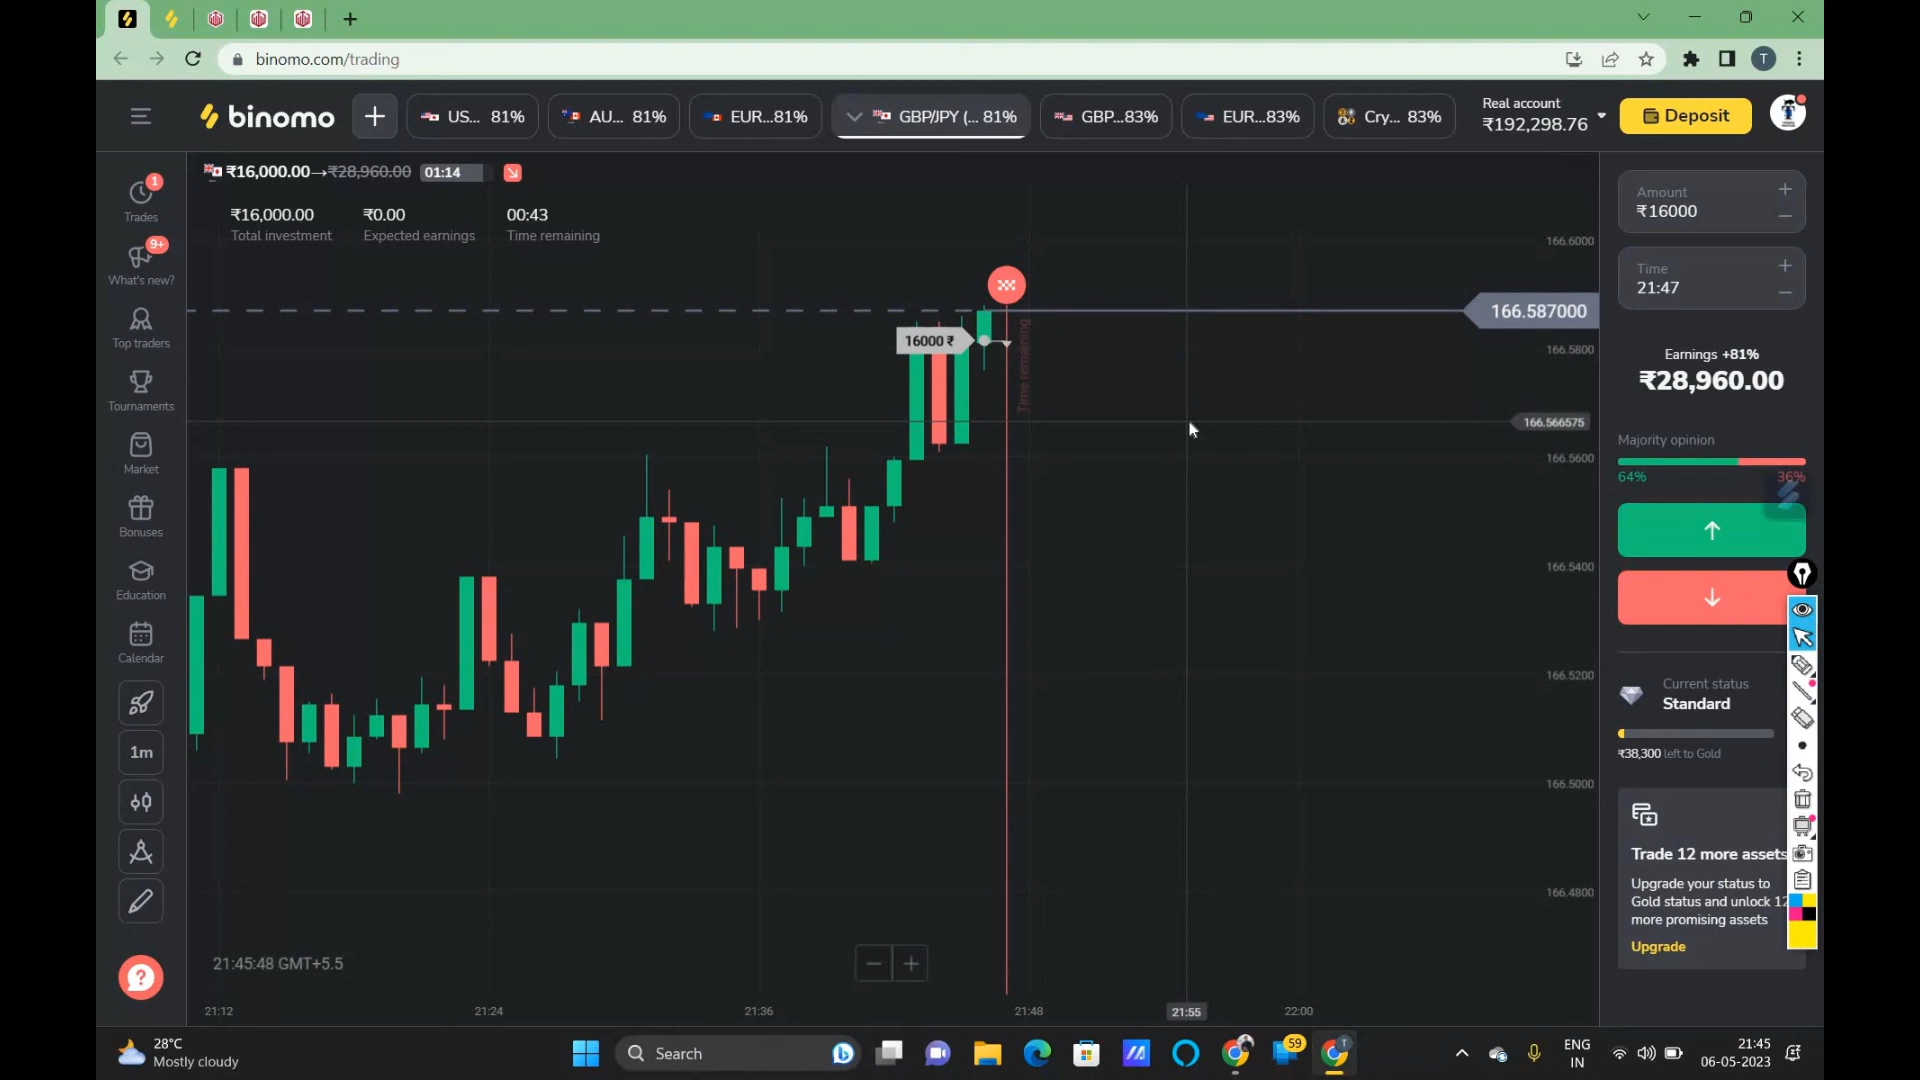 binomo.com/trading
T
binomo
US... 81%
AU... 81%
EUR...81%
GBP/JPY (... 81%
GBP...83%
EUR...83%
Cry... 83%
Real account
₹192,298.76
Deposit
₹16,000.00→₹28,960.00 01:14
₹16,000.00
Total investment
₹0.00
Expected earnings
00:43
Time remaining
1
Trades
9+
What's new?
Top traders
Tournaments
Market
Bonuses
Education
Calendar
1m
?
16000 ₹
Time remaining
166.6000
166.587000
166.5800
166.566575
166.5600
166.5400
166.5200
166.5000
166.4800
Amount
₹16000
Time
21:47
Earnings +81%
₹28,960.00
Majority opinion
64%
36%
Current status
Standard
₹38,300 left to Gold
Trade 12 more assets
Upgrade your status to
Gold status and unlock 12
more promising assets
Upgrade
21:45:48 GMT+5.5
21:12
21:24
21:36
21:48
21:55
22:00
28°C
Mostly cloudy
Search
59
T
ENG
IN
21:45
06-05-2023